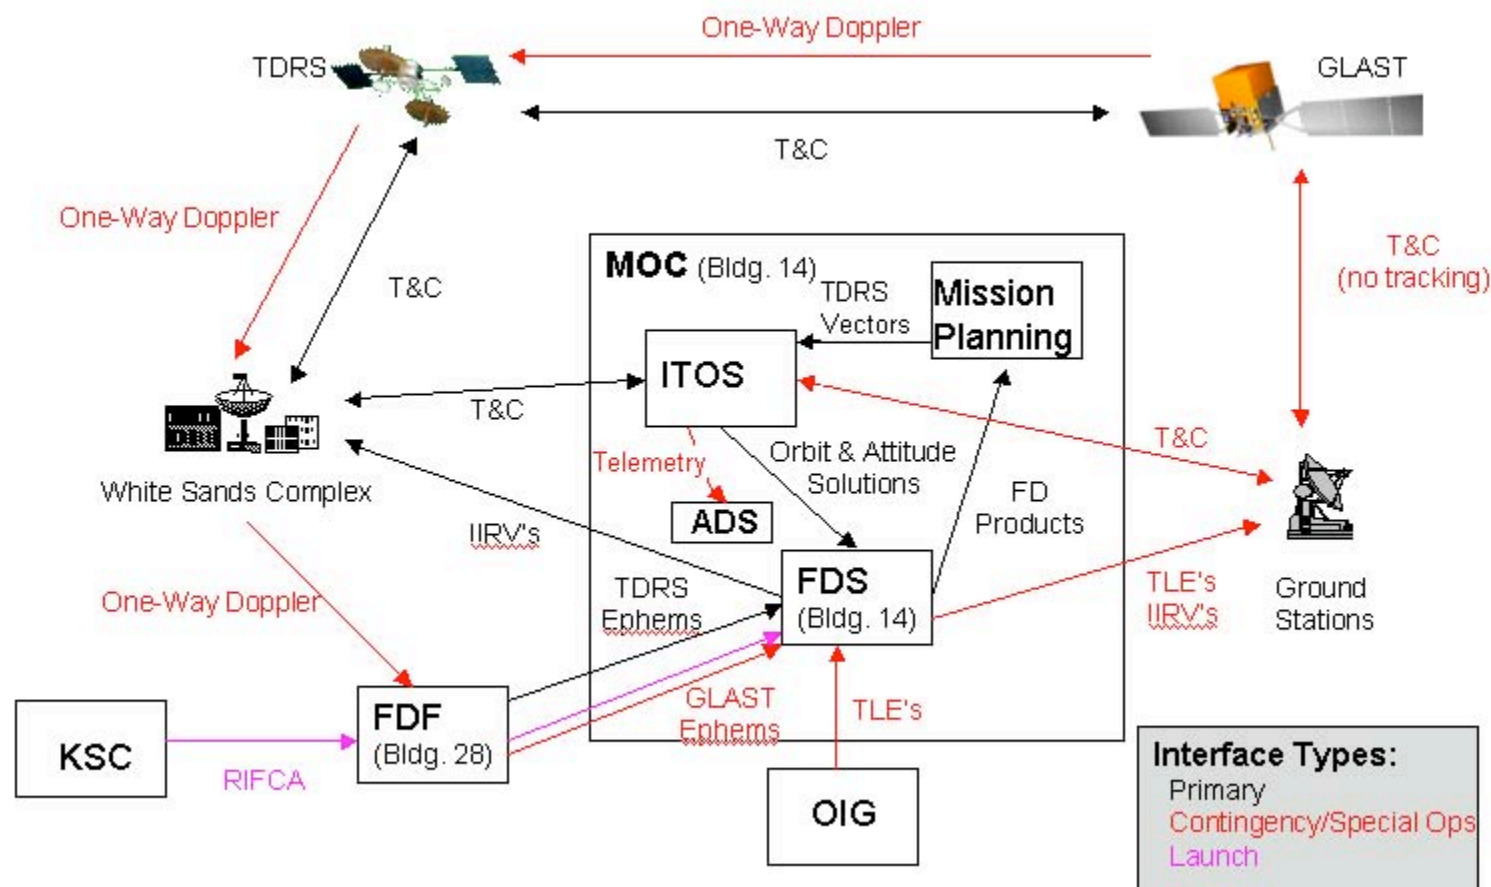 One-Way Doppler
TDRS
GLAST
T&C
One-Way Doppler
T&C
T&C
(no tracking)
MOC (Bldg. 14)
TDRS
Vectors
Mission
Planning
ITOS
T&C
T&C
Telemetry
Orbit & Attitude
Solutions
ADS
FD
Products
White Sands Complex
IIRV's
FDS
(Bldg. 14)
TDRS
Ephems
TLE's
IIRV's
Ground
Stations
One-Way Doppler
GLAST
Ephems
TLE's
KSC
RIFCA
FDF
(Bldg. 28)
OIG
Interface Types:
Primary
Contingency/Special Ops
Launch